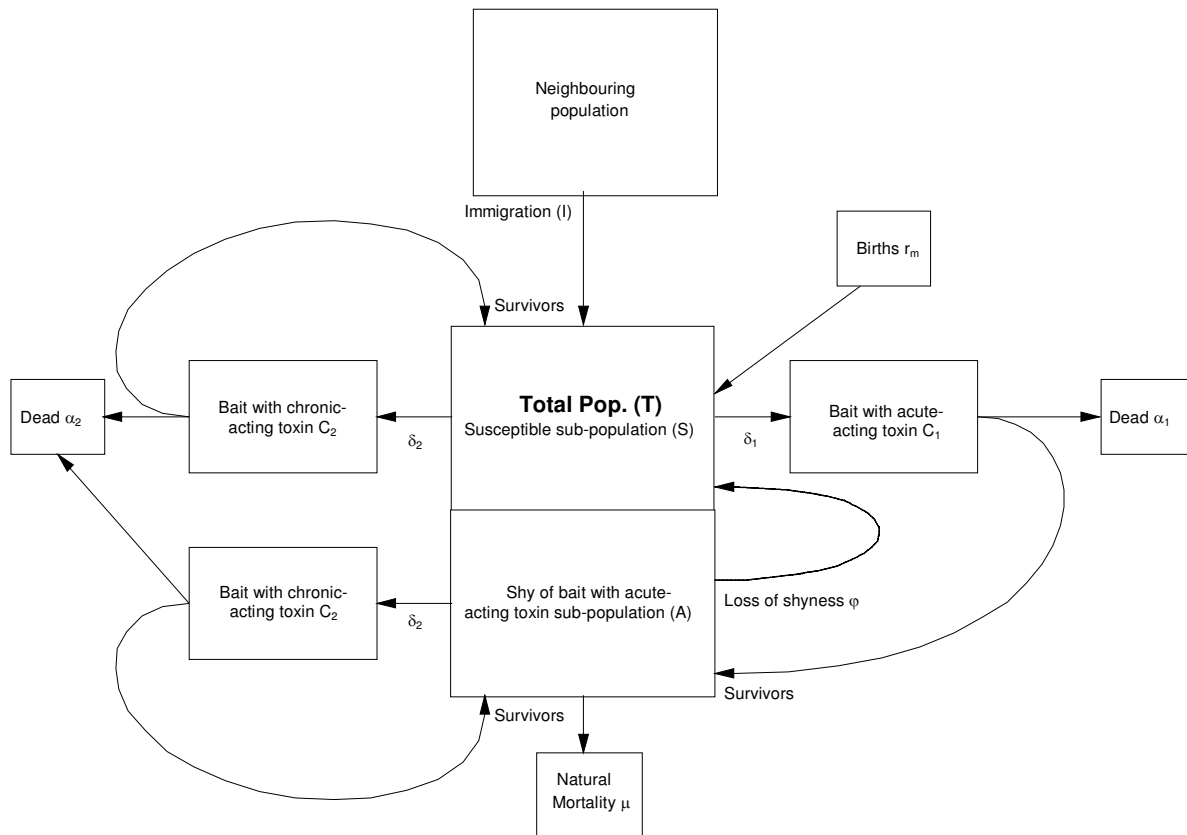 Neighbouring
population
Immigration (I)
Births rₘ
Survivors
Dead α₂
Bait with chronic-
acting toxin C₂
δ₂
Total Pop. (T)
Susceptible sub-population (S)
δ₁
Bait with acute-
acting toxin C₁
Dead α₁
Bait with chronic-
acting toxin C₂
δ₂
Shy of bait with acute-
acting toxin sub-population (A)
Loss of shyness φ
Survivors
Survivors
Natural
Mortality μ